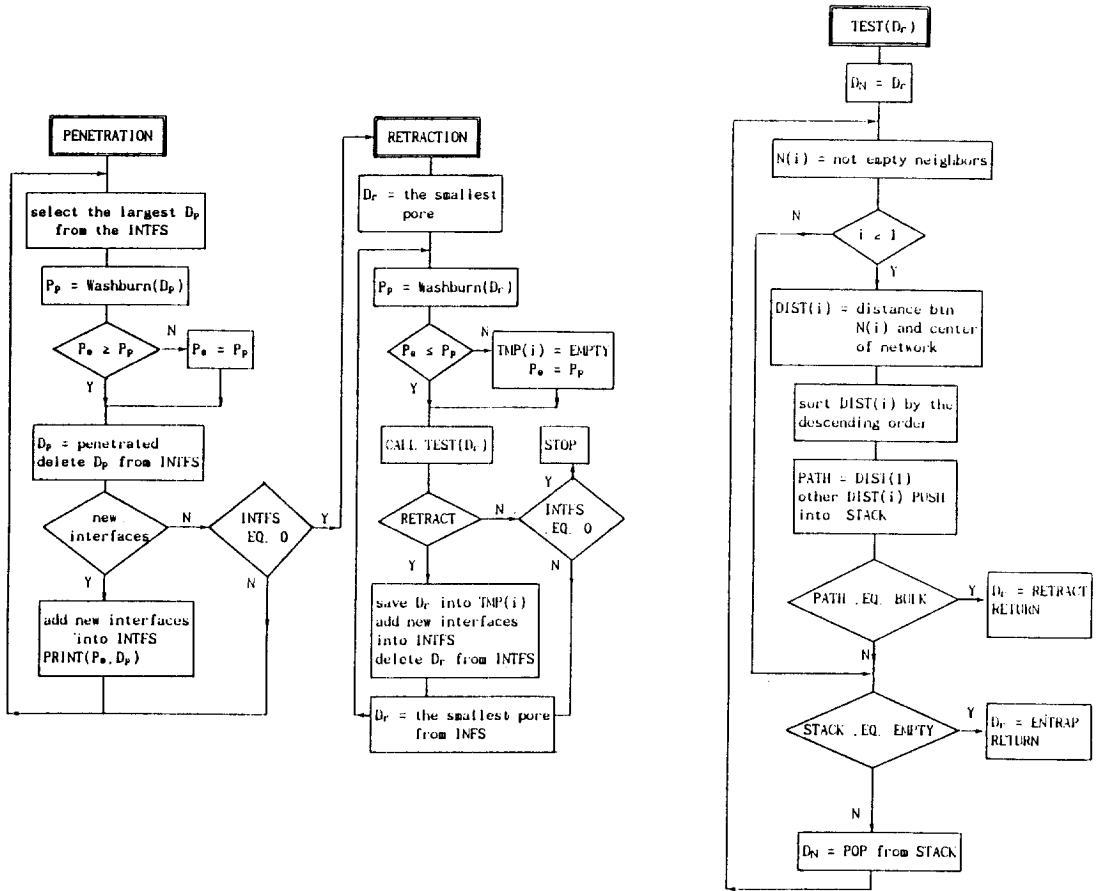 PENETRATION
select the largest Dp
from the INTFS
Pp = Washburn(Dp)
Pe ≥ Pp
N
Pe = Pp
Y
Dp = penetrated
delete Dp from INTFS
new
interfaces
N
INTFS
EQ. 0
Y
Y
N
add new interfaces
into INTFS
PRINT(Pe,Dp)
RETRACTION
Dr = the smallest
pore
Pp = Washburn(Dr)
Pe ≤ Pp
N
TMP(i) = EMPTY
Pe = Pp
Y
CALL TEST(Dr)
STOP
Y
RETRACT
N
INTFS
.EQ. 0
Y
N
save Dr into TMP(i)
add new interfaces
into INTFS
delete Dr from INTFS
Dr = the smallest pore
from INFS
TEST(Dr)
DN = Dr
N(i) = not empty neighbors
N
i ≥ 1
Y
DIST(i) = distance btn
N(i) and center
of network
sort DIST(i) by the
descending order
PATH = DIST(1)
other DIST(i) PUSH
into STACK
PATH .EQ. BULK
Y
Dr = RETRACT
RETURN
N
STACK .EQ. EMPTY
Y
Dr = ENTRAP
RETURN
N
DN = POP from STACK